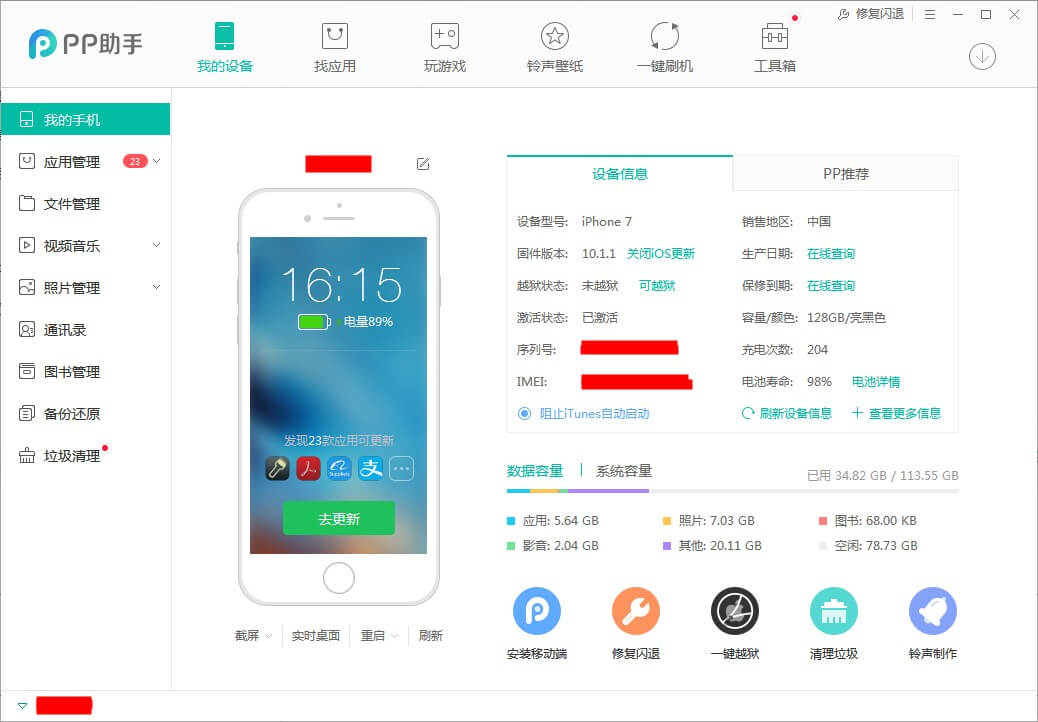 修复闪退
PP助手
我的设备
找应用
玩游戏
铃声壁纸
一键刷机
工具箱
我的手机
应用管理 23
文件管理
视频音乐
照片管理
通讯录
图书管理
备份还原
垃圾清理
16:15
电量89%
发现23款应用可更新
去更新
截屏
实时桌面
重启
刷新
设备信息
PP推荐
设备型号: iPhone 7
销售地区: 中国
固件版本: 10.1.1 关闭iOS更新
生产日期: 在线查询
越狱状态: 未越狱 可越狱
保修到期: 在线查询
激活状态: 已激活
容量/颜色: 128GB/亮黑色
序列号:
充电次数: 204
IMEI:
电池寿命: 98% 电池详情
阻止iTunes自动启动
刷新设备信息
查看更多信息
数据容量
系统容量
已用 34.82 GB / 113.55 GB
应用: 5.64 GB
照片: 7.03 GB
图书: 68.00 KB
影音: 2.04 GB
其他: 20.11 GB
空闲: 78.73 GB
安装移动端
修复闪退
一键越狱
清理垃圾
铃声制作